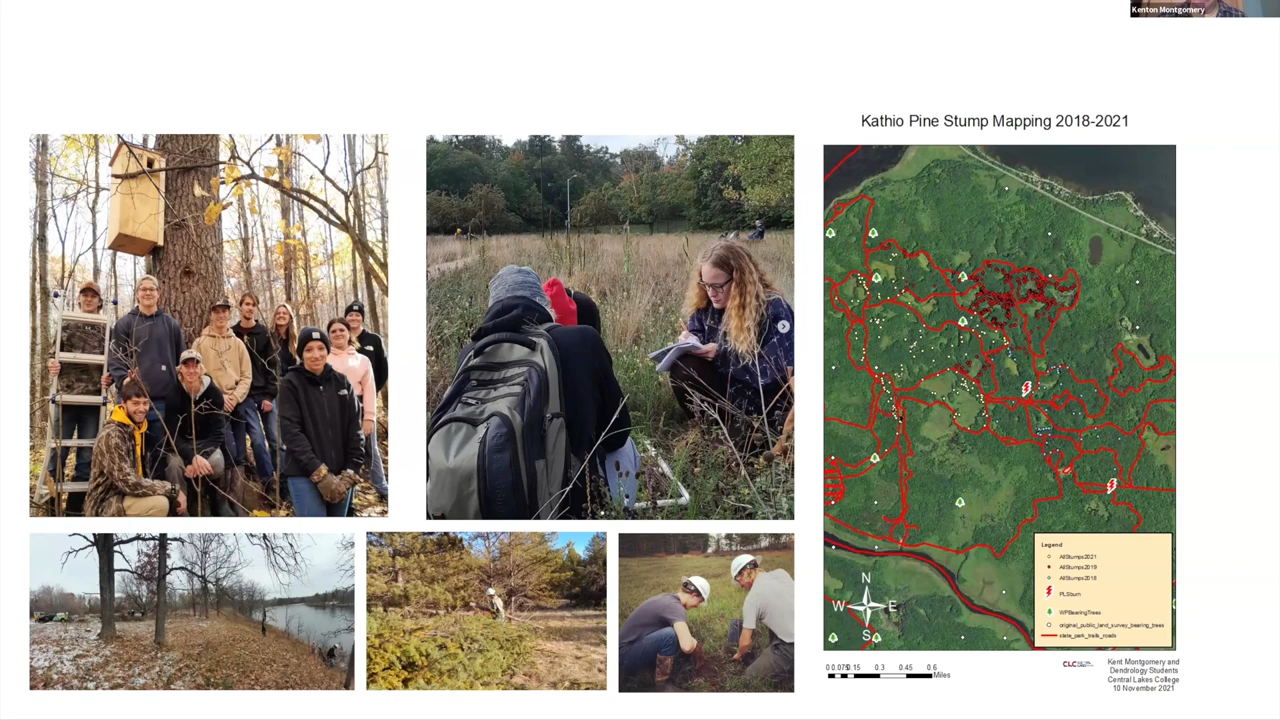 Kenton Montgomery
Kathio Pine Stump Mapping 2018-2021
Legend
AllStumps2021
AllStumps2019
AllStumps2018
PLSburn
WPBearingTrees
original_public_land_survey_bearing_trees
state_park_trails_roads
N
W E
S
0 0.075 0.15 0.3 0.45 0.6
Miles
CLC
Kent Montgomery and
Dendrology Students
Central Lakes College
10 November 2021